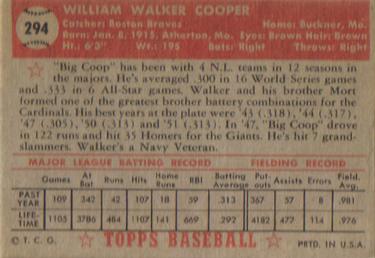 294
WILLIAM WALKER COOPER
Catcher: Boston Braves Home: Buckner, Mo.
Born: Jan. 8, 1915, Atherton, Mo. Eyes: Brown Hair: Brown
Ht.: 6'3" Wt.: 195 Bats: Right Throws: Right
"Big Coop" has been with 4 N.L. teams in 12 seasons in
the majors. He's averaged .300 in 16 World Series games
and .333 in 6 All-Star games. Walker and his brother Mort
formed one of the greatest brother battery combinations for the
Cardinals. His best years at the plate were '43 (.318), '44 (.317),
'47 (.305), '50 (.313) and '51 (.313). In '47, "Big Coop" drove
in 122 runs and hit 35 Homers for the Giants. He's hit 7 grand-
slammers. Walker's a Navy Veteran.
MAJOR LEAGUE BATTING RECORD FIELDING RECORD
Games At Bat Runs Hits Home Runs RBI Batting Average Put-outs Assists Errors Field. Avg.
PAST YEAR 109 342 42 107 18 59 .313 367 57 8 .981
LIFE-TIME 1105 3786 484 1107 141 669 .292 4182 477 114 .976
© T. C. G. TOPPS BASEBALL PRTD. IN U.S.A.